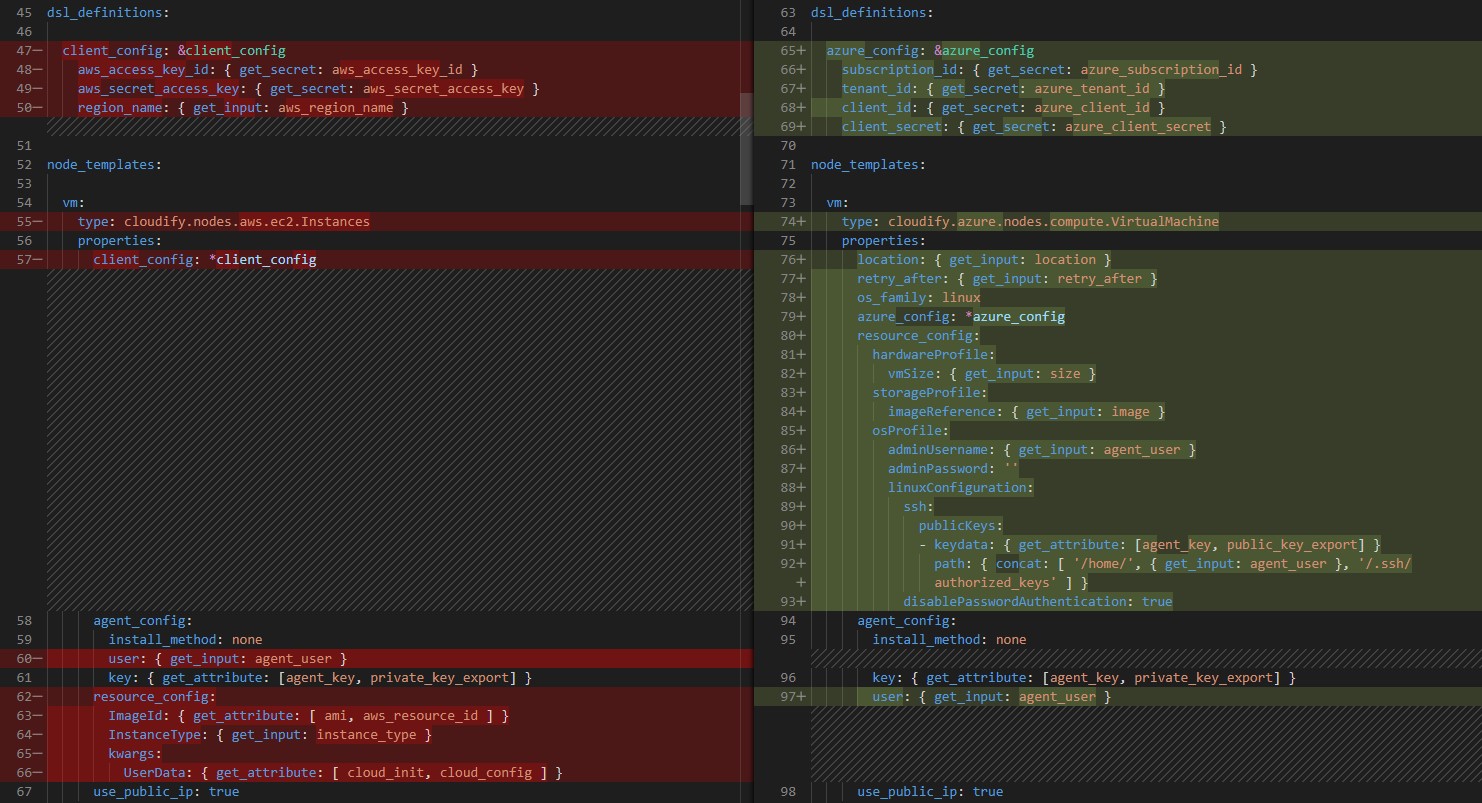 45 dsl_definitions:
46
47— client_config: &client_config
48— aws_access_key_id: { get_secret: aws_access_key_id }
49— aws_secret_access_key: { get_secret: aws_secret_access_key }
50— region_name: { get_input: aws_region_name }
51
52 node_templates:
53
54 vm:
55— type: cloudify.nodes.aws.ec2.Instances
56 properties:
57— client_config: *client_config
58 agent_config:
59 install_method: none
60— user: { get_input: agent_user }
61 key: { get_attribute: [agent_key, private_key_export] }
62— resource_config:
63— ImageId: { get_attribute: [ ami, aws_resource_id ] }
64— InstanceType: { get_input: instance_type }
65— kwargs:
66— UserData: { get_attribute: [ cloud_init, cloud_config ] }
67 use_public_ip: true
63 dsl_definitions:
64
65+ azure_config: &azure_config
66+ subscription_id: { get_secret: azure_subscription_id }
67+ tenant_id: { get_secret: azure_tenant_id }
68+ client_id: { get_secret: azure_client_id }
69+ client_secret: { get_secret: azure_client_secret }
70
71 node_templates:
72
73 vm:
74+ type: cloudify.azure.nodes.compute.VirtualMachine
75 properties:
76+ location: { get_input: location }
77+ retry_after: { get_input: retry_after }
78+ os_family: linux
79+ azure_config: *azure_config
80+ resource_config:
81+ hardwareProfile:
82+ vmSize: { get_input: size }
83+ storageProfile:
84+ imageReference: { get_input: image }
85+ osProfile:
86+ adminUsername: { get_input: agent_user }
87+ adminPassword: ''
88+ linuxConfiguration:
89+ ssh:
90+ publicKeys:
91+ - keydata: { get_attribute: [agent_key, public_key_export] }
92+ path: { concat: [ '/home/', { get_input: agent_user }, '/.ssh/
+ authorized_keys' ] }
93+ disablePasswordAuthentication: true
94 agent_config:
95 install_method: none
96 key: { get_attribute: [agent_key, private_key_export] }
97+ user: { get_input: agent_user }
98 use_public_ip: true